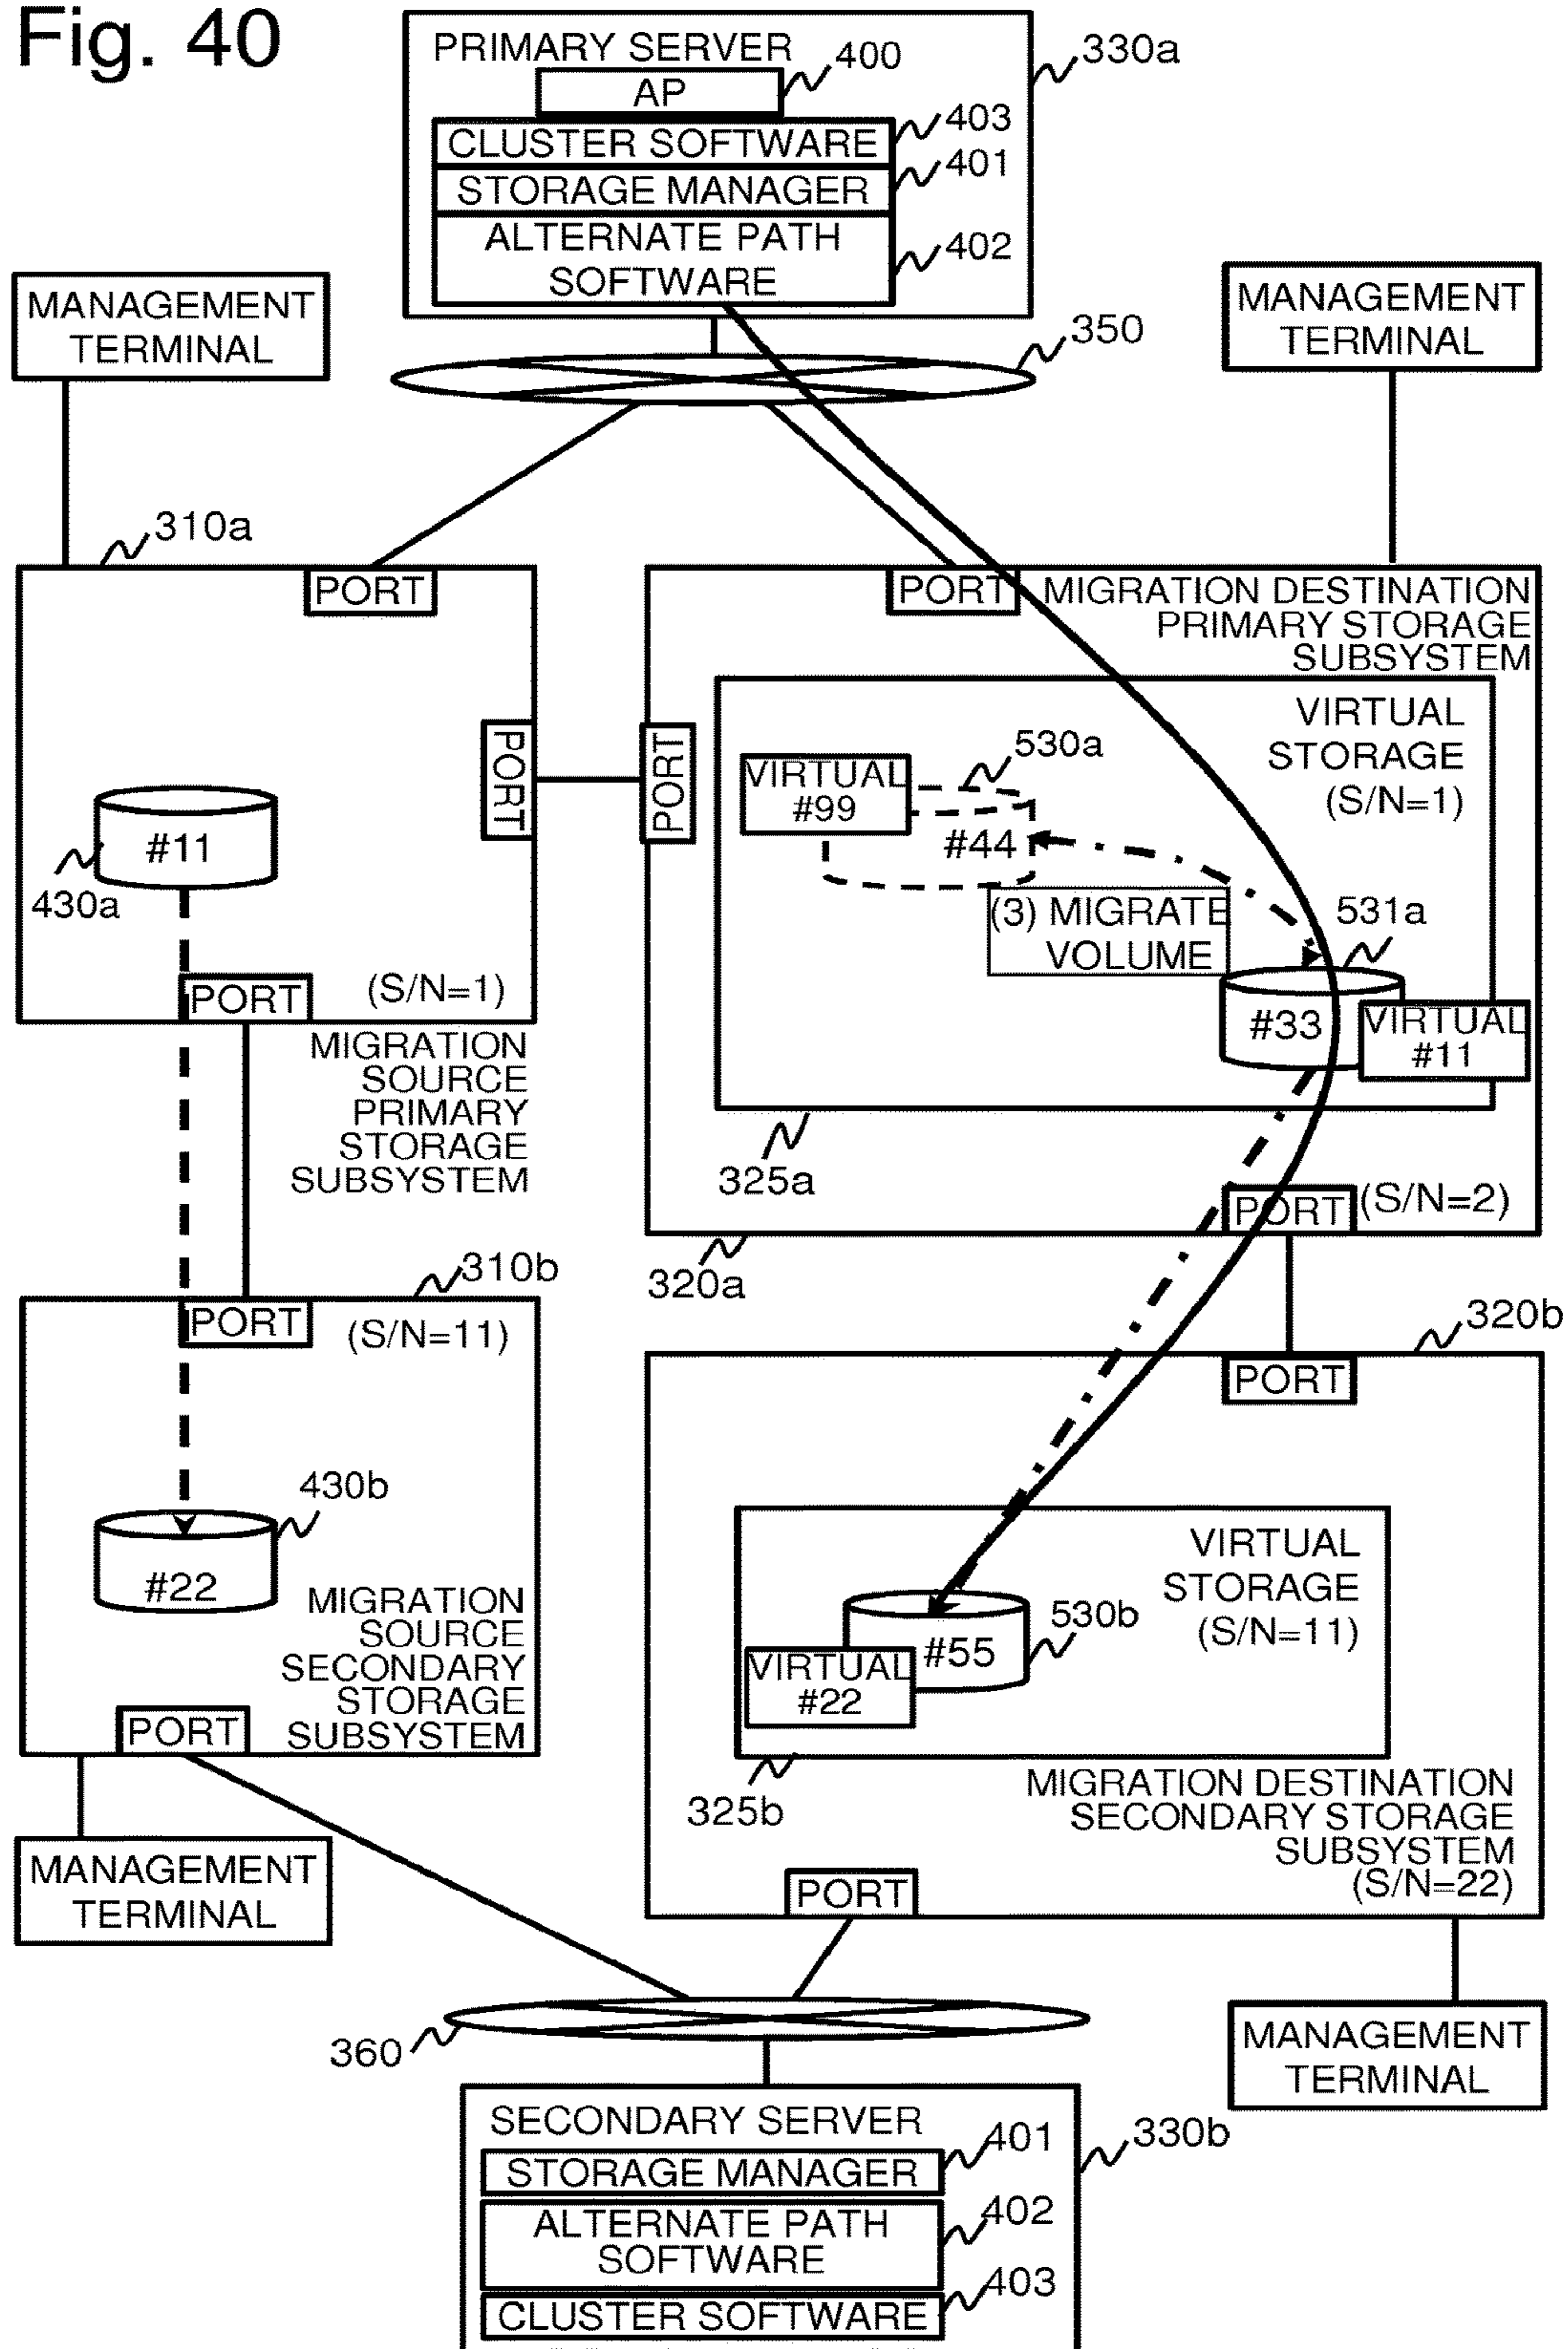 Fig. 40
PRIMARY SERVER
400
330a
AP
403
CLUSTER SOFTWARE
401
STORAGE MANAGER
ALTERNATE PATH
SOFTWARE
402
MANAGEMENT
TERMINAL
MANAGEMENT
TERMINAL
350
310a
PORT
PORT
MIGRATION DESTINATION
PRIMARY STORAGE
SUBSYSTEM
VIRTUAL
STORAGE
(S/N=1)
PORT
PORT
530a
VIRTUAL
#99
#44
#11
430a
(3) MIGRATE
VOLUME
531a
PORT
(S/N=1)
#33
VIRTUAL
#11
MIGRATION
SOURCE
PRIMARY
STORAGE
SUBSYSTEM
325a
PORT
(S/N=2)
320a
310b
PORT
(S/N=11)
320b
PORT
430b
#22
VIRTUAL
STORAGE
(S/N=11)
530b
#55
VIRTUAL
#22
MIGRATION
SOURCE
SECONDARY
STORAGE
SUBSYSTEM
PORT
325b
MIGRATION DESTINATION
SECONDARY STORAGE
SUBSYSTEM
(S/N=22)
MANAGEMENT
TERMINAL
PORT
360
MANAGEMENT
TERMINAL
SECONDARY SERVER
330b
401
STORAGE MANAGER
402
ALTERNATE PATH
SOFTWARE
403
CLUSTER SOFTWARE